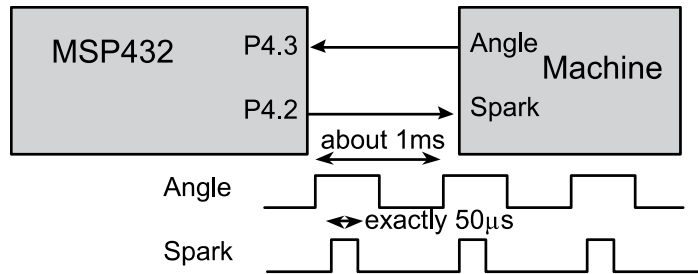 MSP432
P4.3
Angle
Machine
P4.2
Spark
about 1ms
Angle
exactly 50μs
Spark